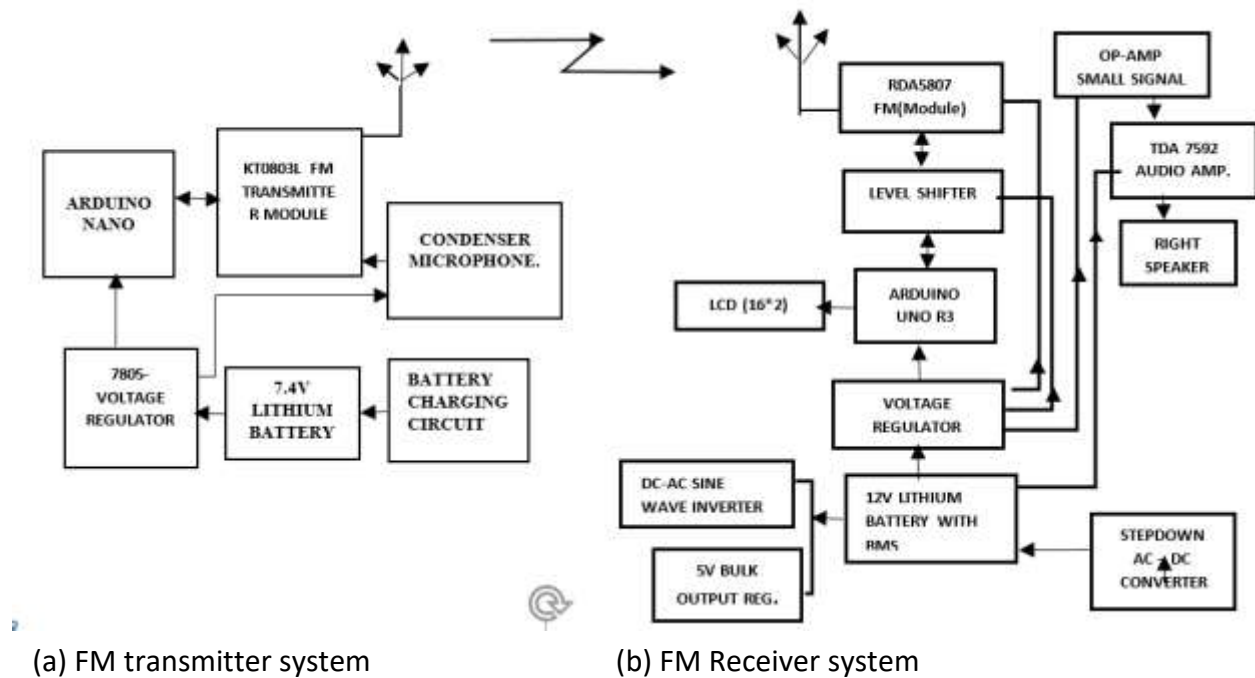 KT0803L FM
TRANSMITTE
R MODULE
ARDUINO
NANO
CONDENSER
MICROPHONE.
7805-
VOLTAGE
REGULATOR
7.4V
LITHIUM
BATTERY
BATTERY
CHARGING
CIRCUIT
RDA5807
FM(Module)
OP-AMP
SMALL SIGNAL
TDA 7592
AUDIO AMP.
RIGHT
SPEAKER
LEVEL SHIFTER
ARDUINO
UNO R3
LCD (16*2)
VOLTAGE
REGULATOR
DC-AC SINE
WAVE INVERTER
12V LITHIUM
BATTERY WITH
BMS
5V BULK
OUTPUT REG.
STEPDOWN
AC - DC
CONVERTER
(a) FM transmitter system
(b) FM Receiver system